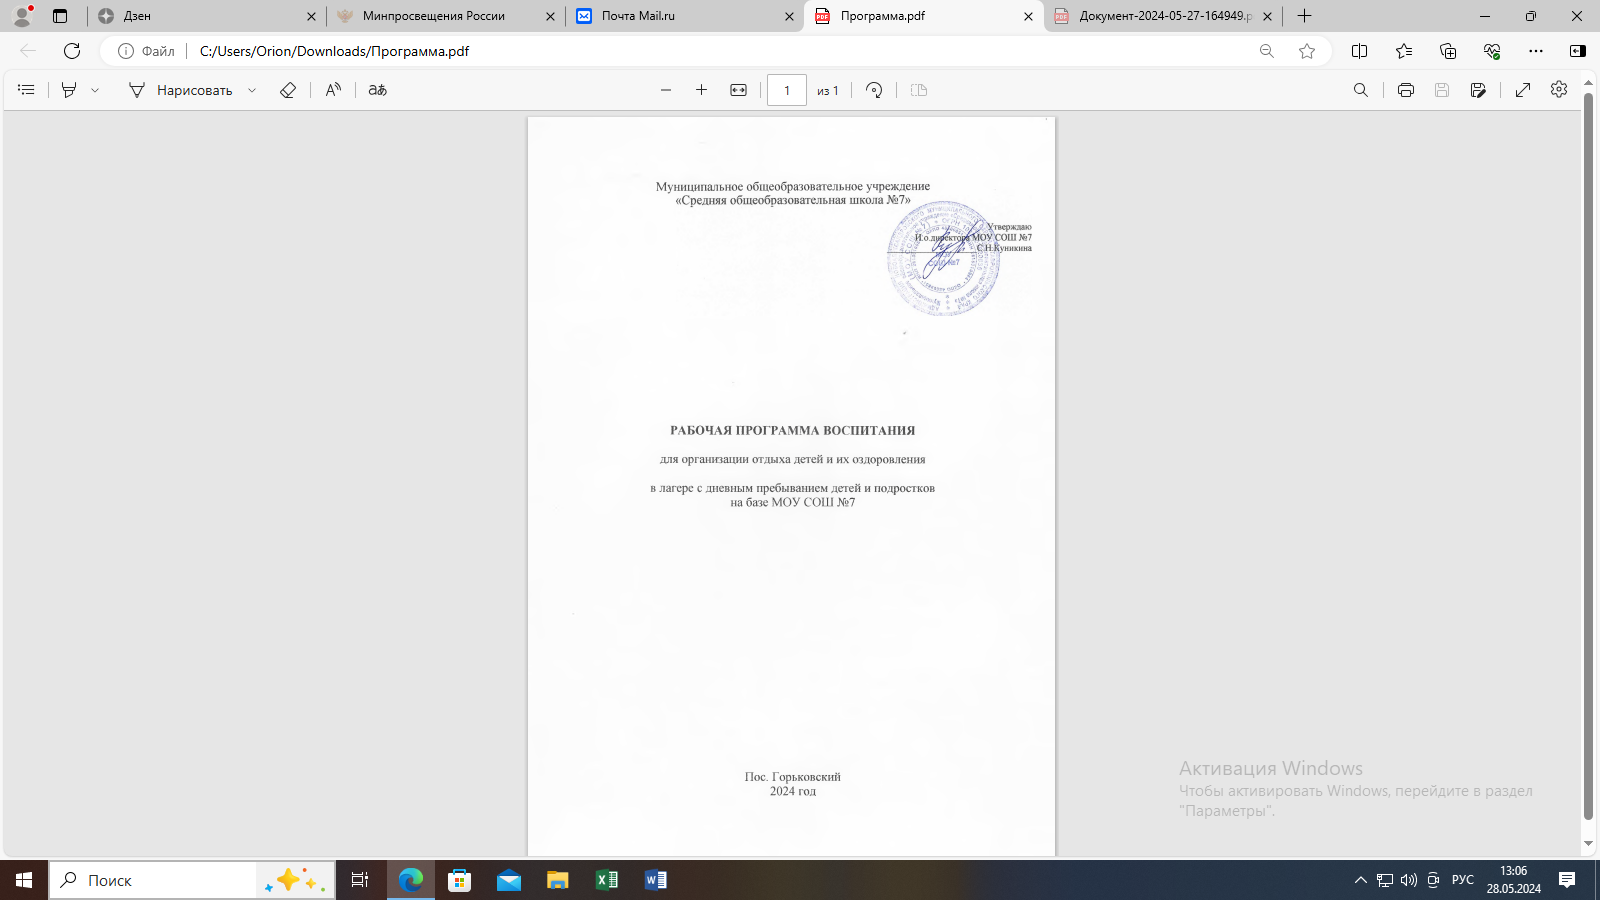 Дзен
Минпросвещения России
Почта Mail.ru
Программа.pdf
Документ-2024-05-27-164949.p
Файл
C:/Users/Orion/Downloads/Программа.pdf
Нарисовать
1
из 1
Муниципальное общеобразовательное учреждение
«Средняя общеобразовательная школа №7»
Утверждаю
И.о.директора МОУ СОШ №7
С.Н.Куникина
РАБОЧАЯ ПРОГРАММА ВОСПИТАНИЯ
для организации отдыха детей и их оздоровления
в лагере с дневным пребыванием детей и подростков
на базе МОУ СОШ №7
Пос. Горьковский
2024 год
Активация Windows
Чтобы активировать Windows, перейдите в раздел
"Параметры".
Поиск
РУС
13:06
28.05.2024